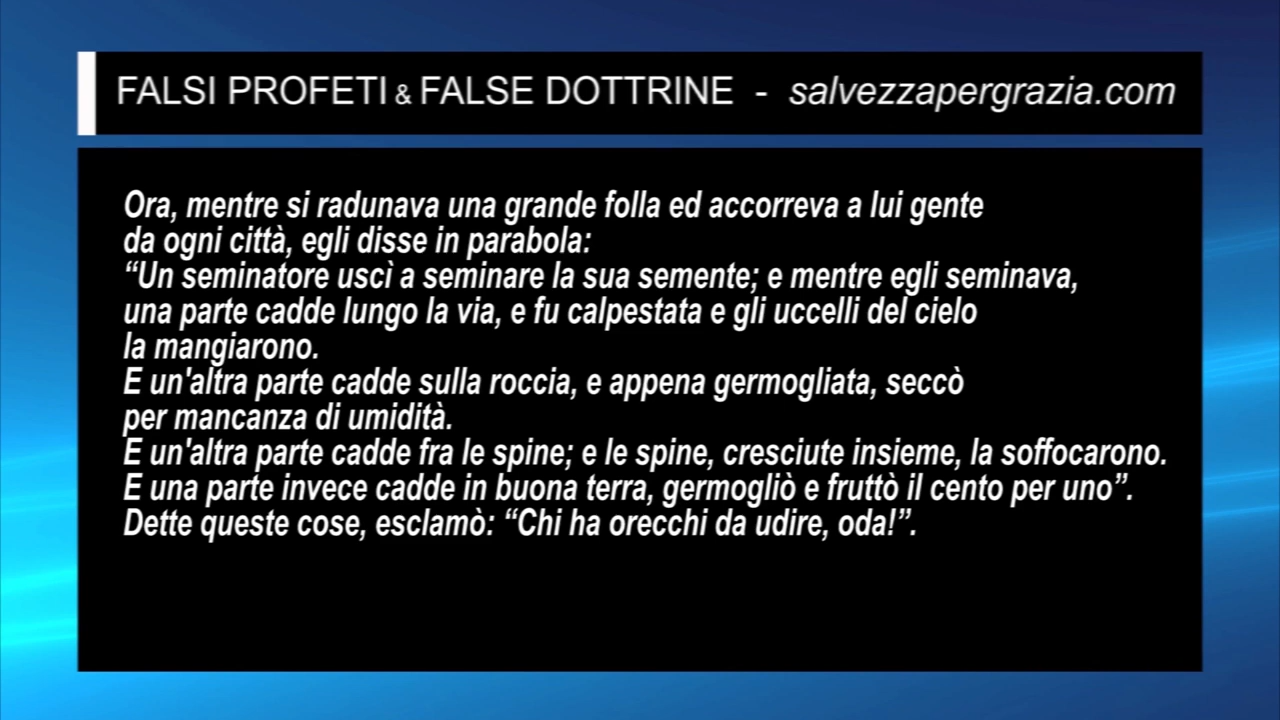 FALSI PROFETI & FALSE DOTTRINE - salvezzapergrazia.com
Ora, mentre si radunava una grande folla ed accorreva a lui gente
da ogni città, egli disse in parabola:
“Un seminatore uscì a seminare la sua semente; e mentre egli seminava,
una parte cadde lungo la via, e fu calpestata e gli uccelli del cielo
la mangiarono.
E un'altra parte cadde sulla roccia, e appena germogliata, seccò
per mancanza di umidità.
E un'altra parte cadde fra le spine; e le spine, cresciute insieme, la soffocarono.
E una parte invece cadde in buona terra, germogliò e fruttò il cento per uno”.
Dette queste cose, esclamò: “Chi ha orecchi da udire, oda!”.